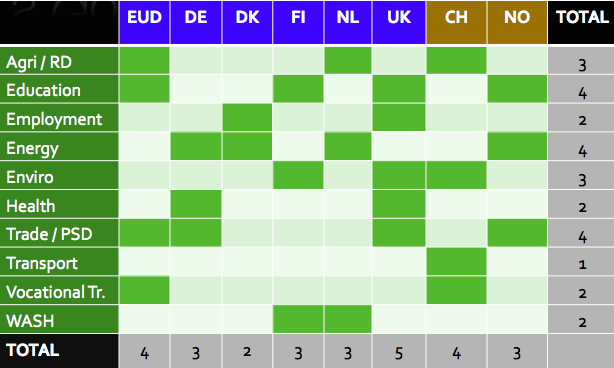 EUD DE DK FI NL UK CH NO TOTAL
Agri / RD 3
Education 4
Employment 2
Energy 4
Enviro 3
Health 2
Trade / PSD 4
Transport 1
Vocational Tr. 2
WASH 2
TOTAL 4 3 2 3 3 5 4 3